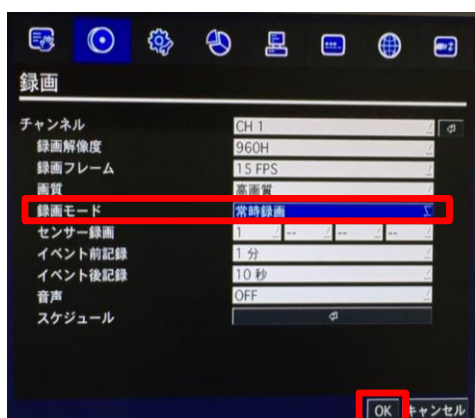 録画
チャンネル CH 1
録画解像度 960H
録画フレーム 15 FPS
画質 高画質
録画モード 常時録画
センサー録画 1 -- -- --
イベント前記録 1 分
イベント後記録 10 秒
音声 OFF
スケジュール
OK キャンセル